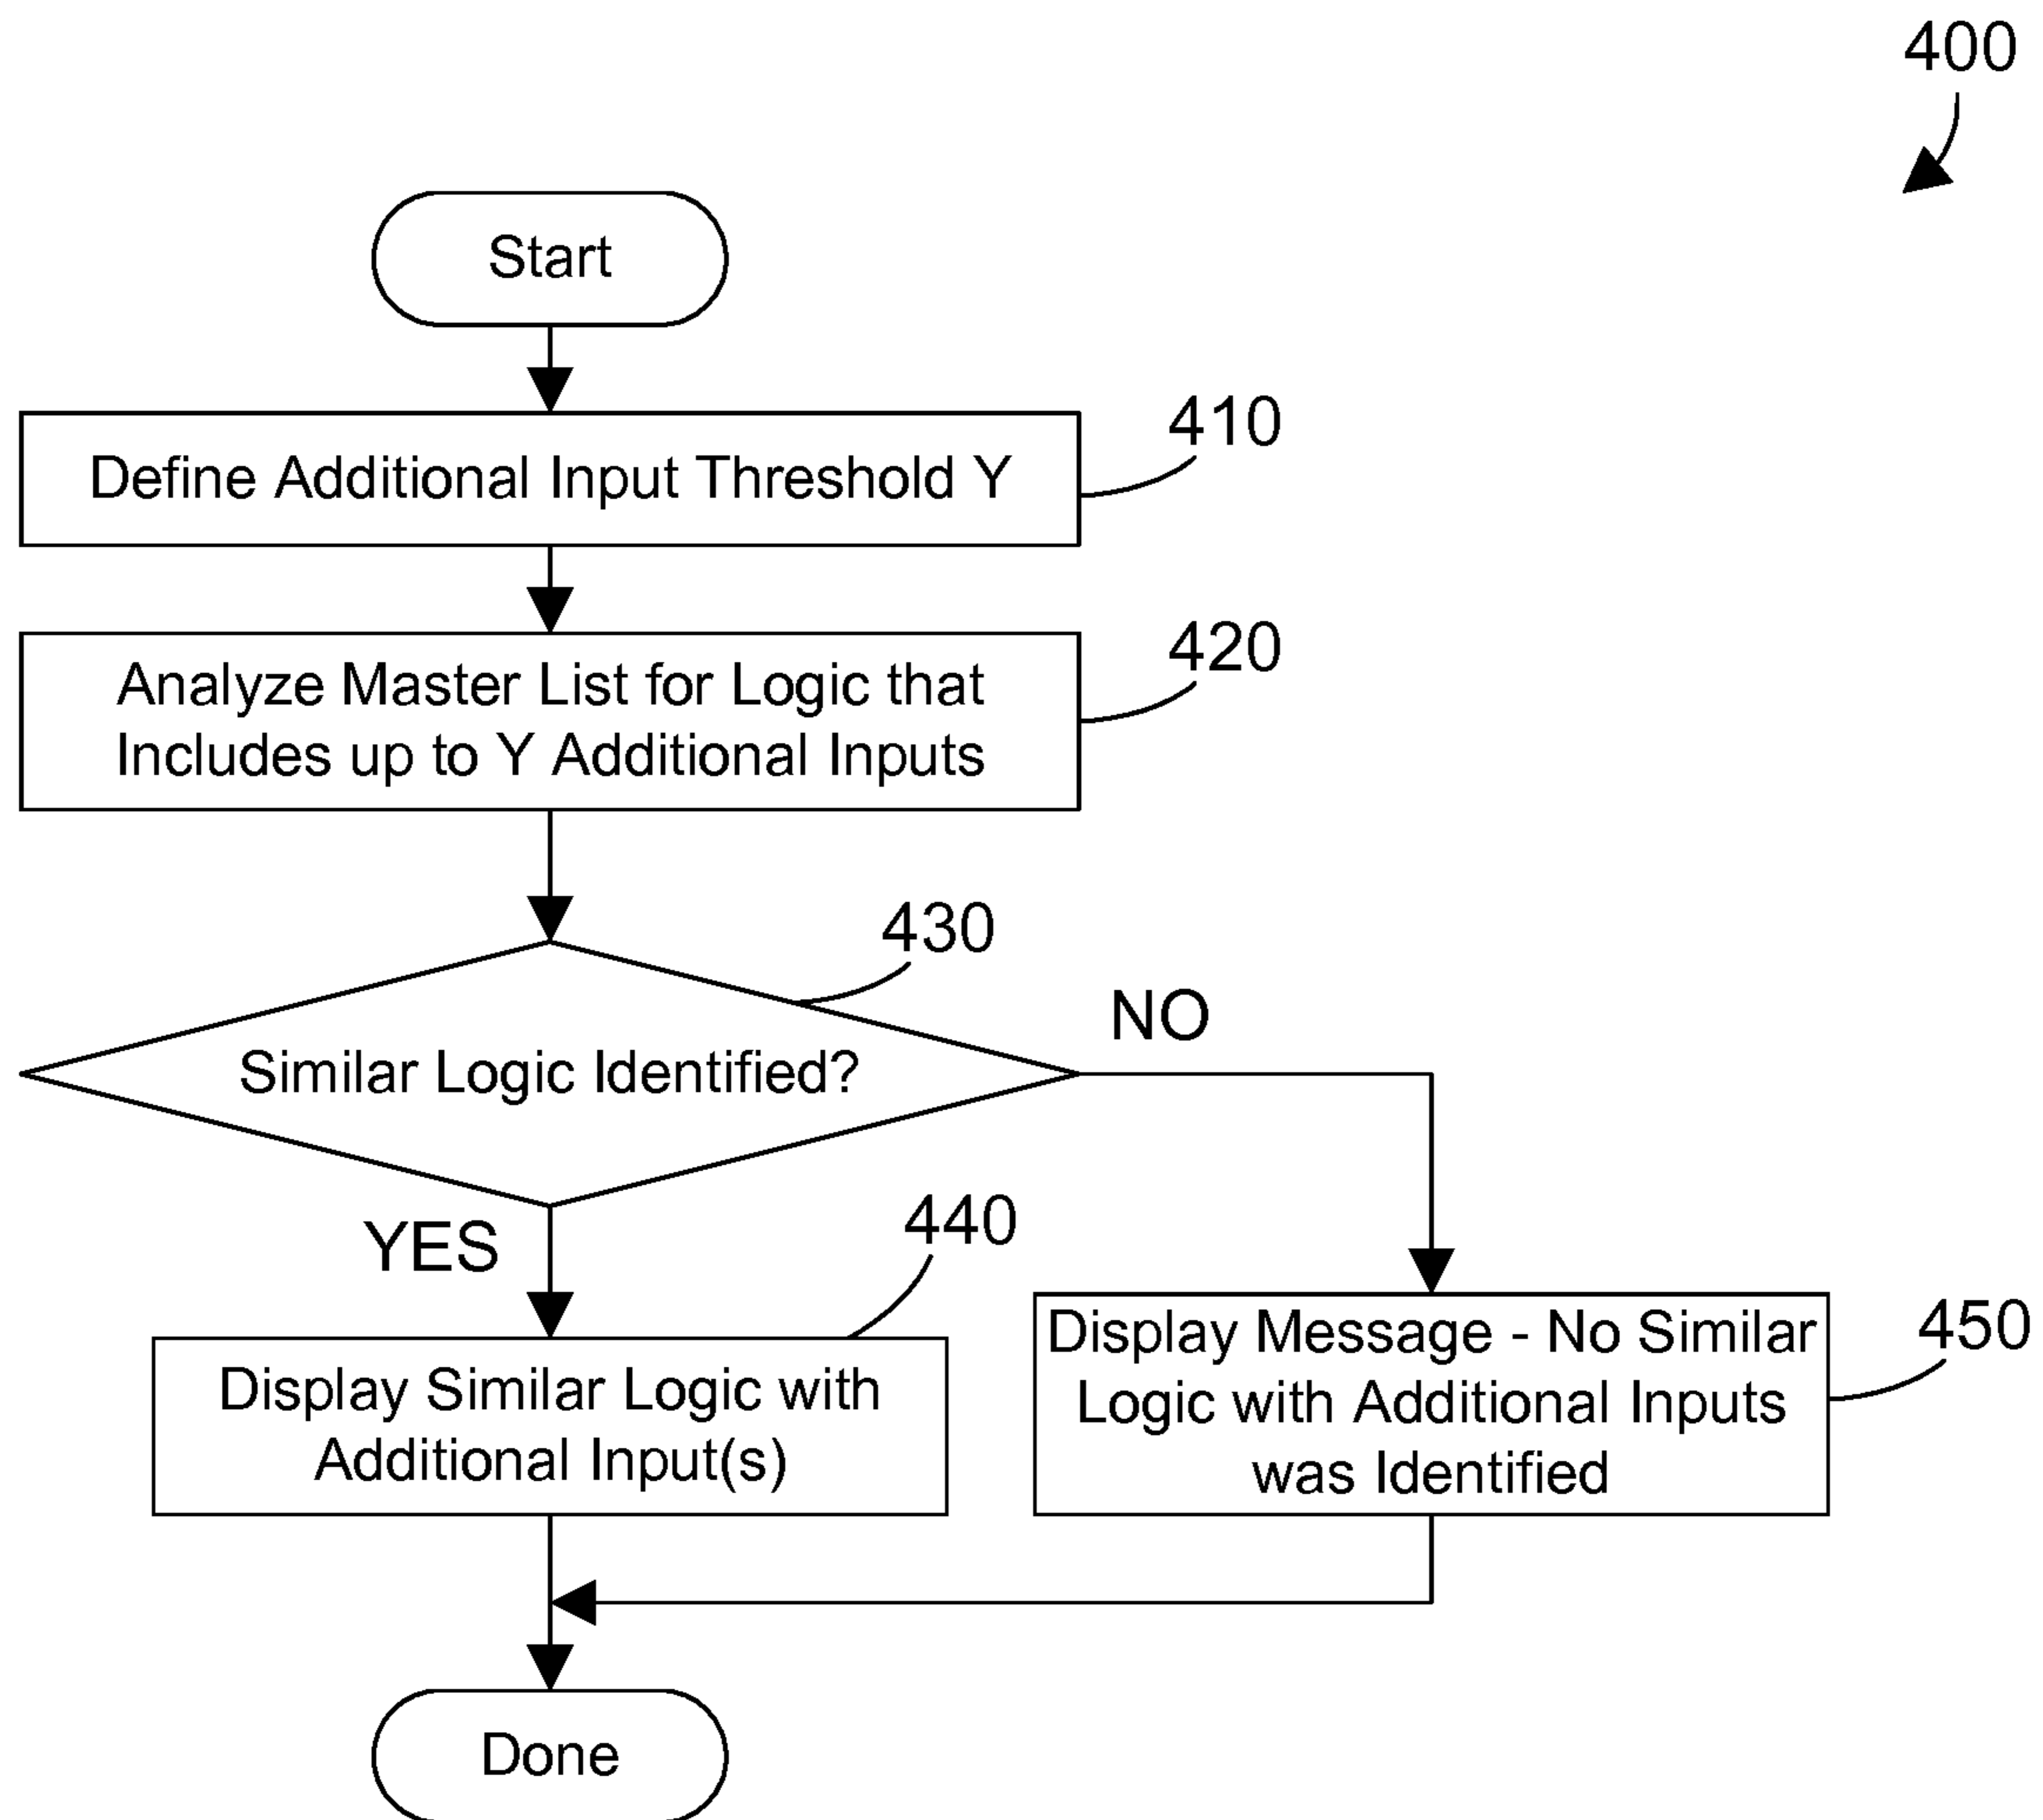 400
Start
Define Additional Input Threshold Y
410
Analyze Master List for Logic that
Includes up to Y Additional Inputs
420
430
Similar Logic Identified?
NO
YES
440
Display Similar Logic with
Additional Input(s)
Display Message - No Similar
Logic with Additional Inputs
was Identified
450
Done